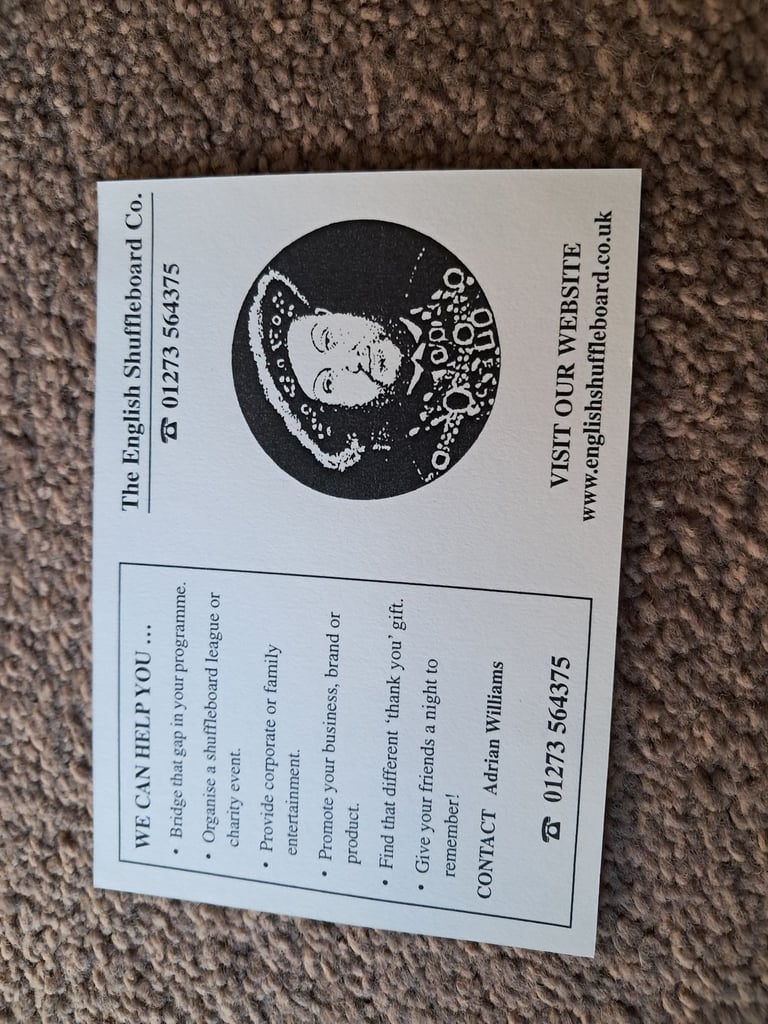 WE CAN HELP YOU ...
• Bridge that gap in your programme.
• Organise a shuffleboard league or
charity event.
• Provide corporate or family
entertainment.
• Promote your business, brand or
product.
• Find that different 'thank you' gift.
• Give your friends a night to
remember!
CONTACT Adrian Williams
☎ 01273 564375
The English Shuffleboard Co.
☎ 01273 564375
VISIT OUR WEBSITE
www.englishshuffleboard.co.uk